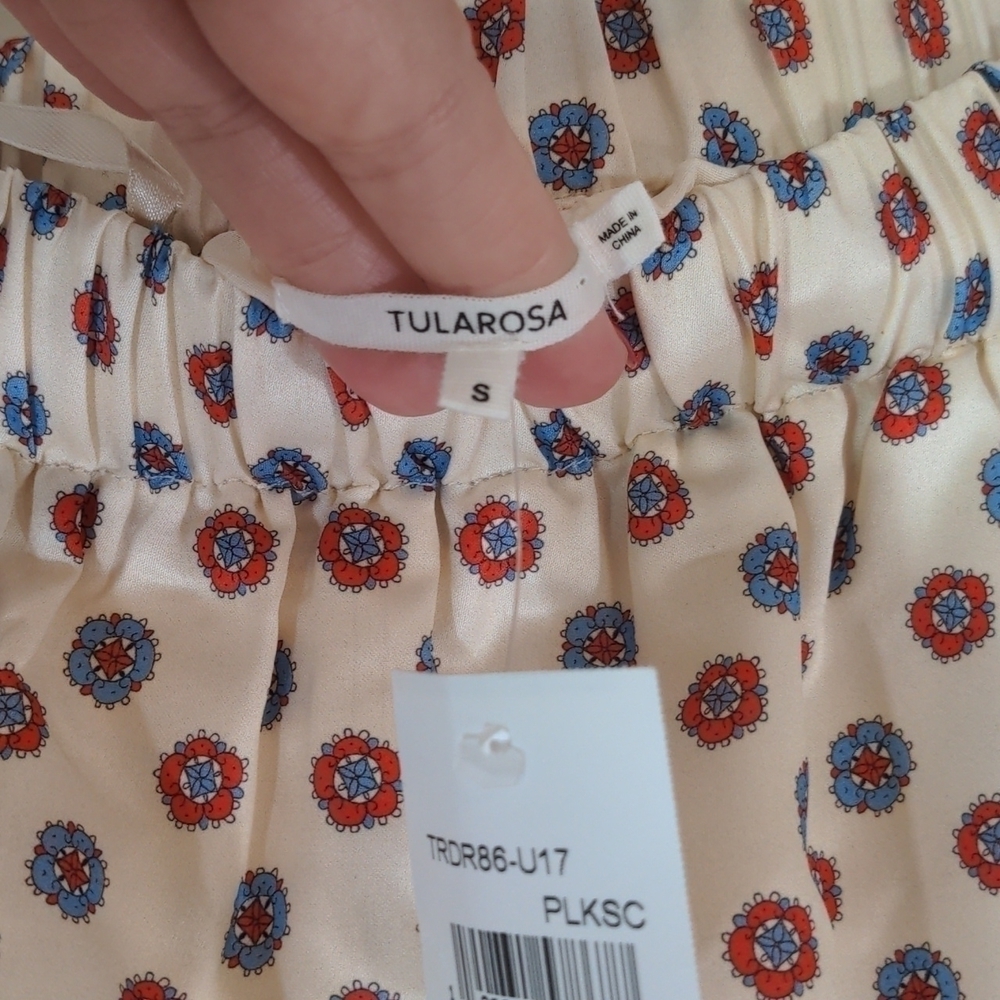 MADE IN
CHINA
TULAROSA
S
TRDR86-U17
PLKSC